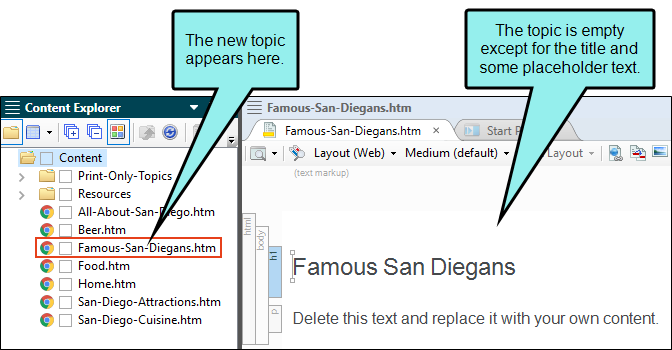 The new topic
appears here.
The topic is empty
except for the title and
some placeholder text.
Content Explorer
Content
Print-Only-Topics
Resources
All-About-San-Diego.htm
Beer.htm
Famous-San-Diegans.htm
Food.htm
Home.htm
San-Diego-Attractions.htm
San-Diego-Cuisine.htm
Famous-San-Diegans.htm
Famous-San-Diegans.htm × Start
Layout (Web) Medium (default) Layout
(text markup)
html
body
h1
Famous San Diegans
p
Delete this text and replace it with your own content.